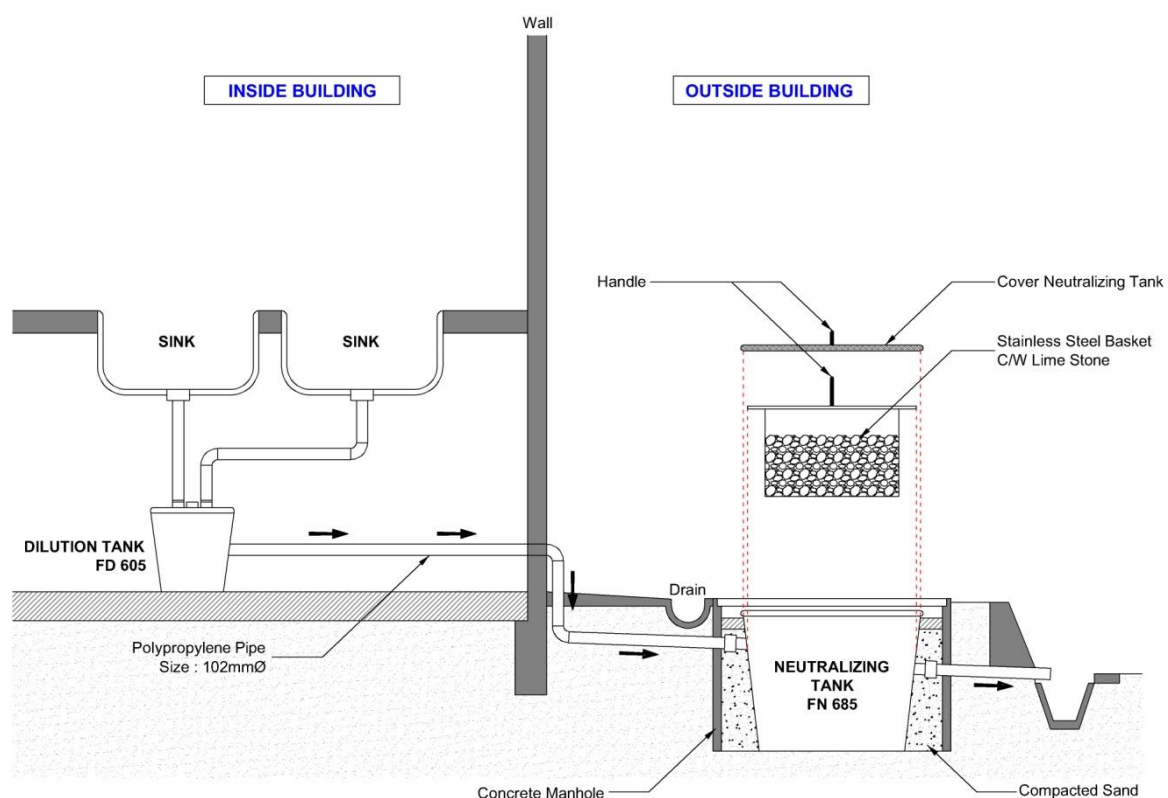 Wall
INSIDE BUILDING
OUTSIDE BUILDING
Handle
Cover Neutralizing Tank
Stainless Steel Basket
C/W Lime Stone
SINK
SINK
DILUTION TANK
FD 605
Drain
Polypropylene Pipe
Size : 102mmØ
NEUTRALIZING
TANK
FN 685
Concrete Manhole
Compacted Sand